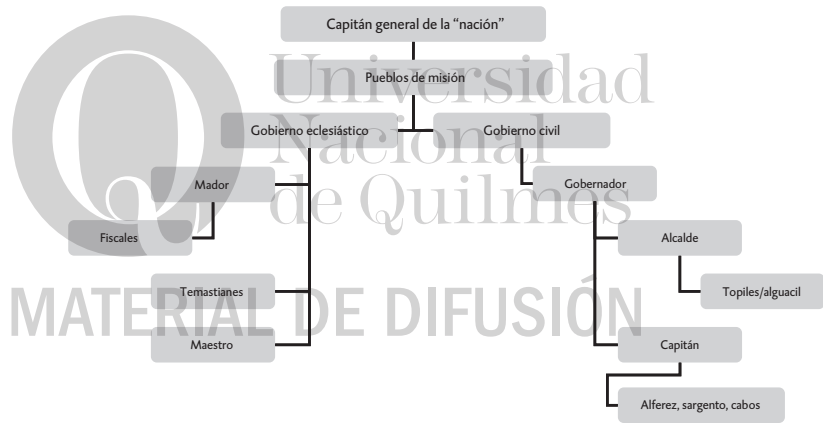 Capitán general de la “nación”
Pueblos de misión
Gobierno eclesiástico
Gobierno civil
Mador
Gobernador
Fiscales
Alcalde
Temastianes
Topiles/alguacil
Maestro
Capitán
Alferez, sargento, cabos
Universidad
Nacional
de Quilmes
MATERIAL DE DIFUSIÓN